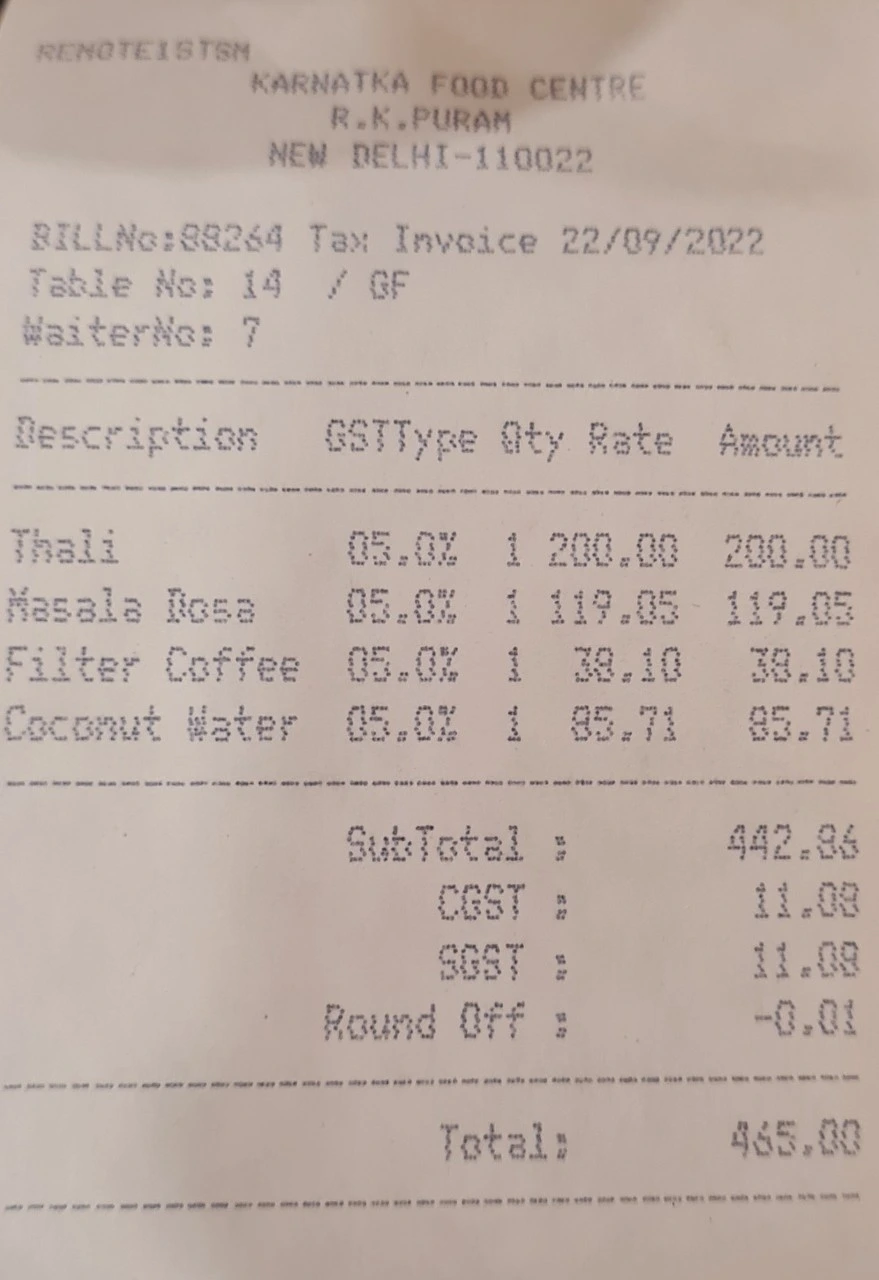 REMOTE1STSM
KARNATKA FOOD CENTRE
R.K.PURAM
NEW DELHI-110022
BILLNo:88264 Tax Invoice 22/09/2022
Table No: 14 / GF
WaiterNo: 7
Description GSTType Qty Rate Amount
Thali 05.0% 1 200.00 200.00
Masala Dosa 05.0% 1 119.05 119.05
Filter Coffee 05.0% 1 38.10 38.10
Coconut Water 05.0% 1 85.71 85.71
SubTotal : 442.86
CGST : 11.08
SGST : 11.08
Round Off : -0.01
Total: 465.00